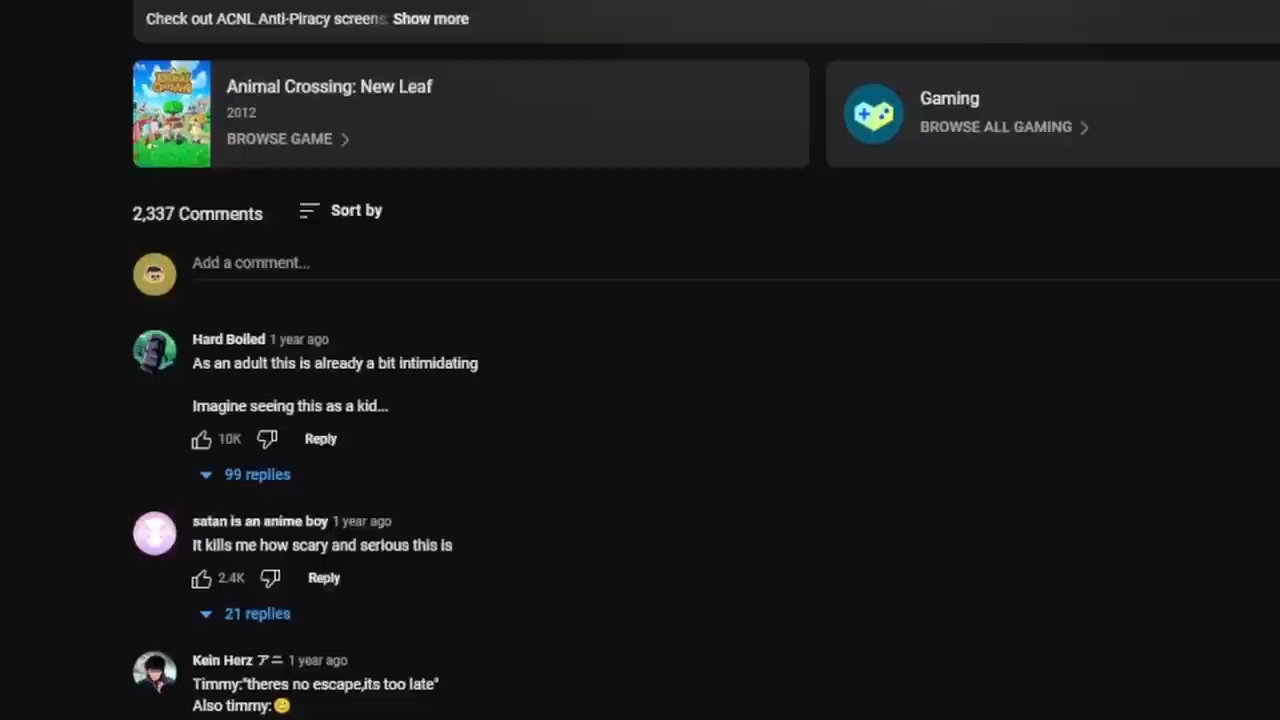 Check out ACNL Anti-Piracy screens Show more
Animal Crossing: New Leaf
2012
BROWSE GAME
Gaming
BROWSE ALL GAMING
2,337 Comments
Sort by
Add a comment...
Hard Boiled 1 year ago
As an adult this is already a bit intimidating
Imagine seeing this as a kid...
10K
Reply
99 replies
satan is an anime boy 1 year ago
It kills me how scary and serious this is
2.4K
Reply
21 replies
Kein Herz アニ 1 year ago
Timmy:"theres no escape,its too late"
Also timmy:🙂